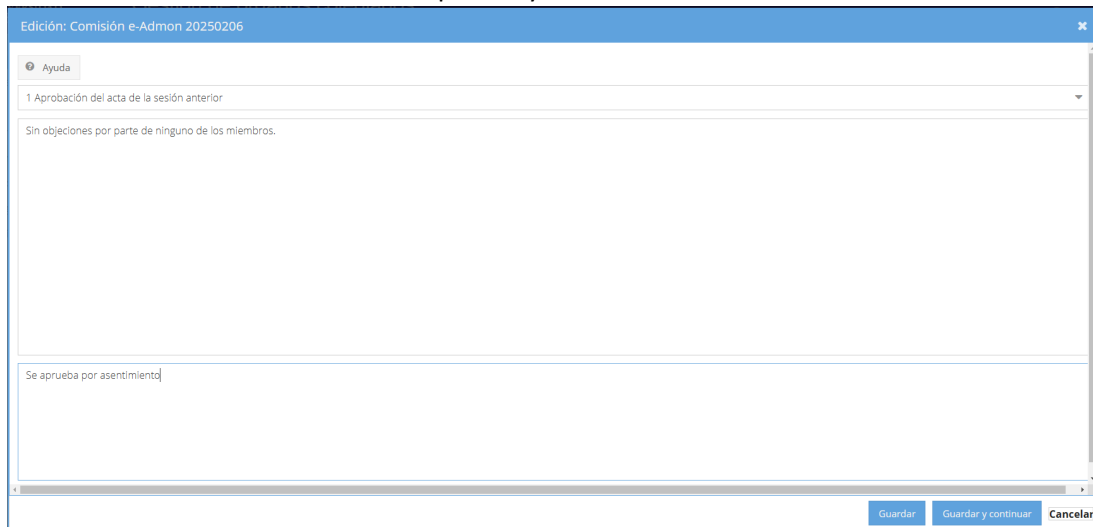 Edición: Comisión e-Admon 20250206
Ayuda
1 Aprobación del acta de la sesión anterior
Sin objeciones por parte de ninguno de los miembros.
Se aprueba por asentimiento
Guardar Guardar y continuar Cancelar